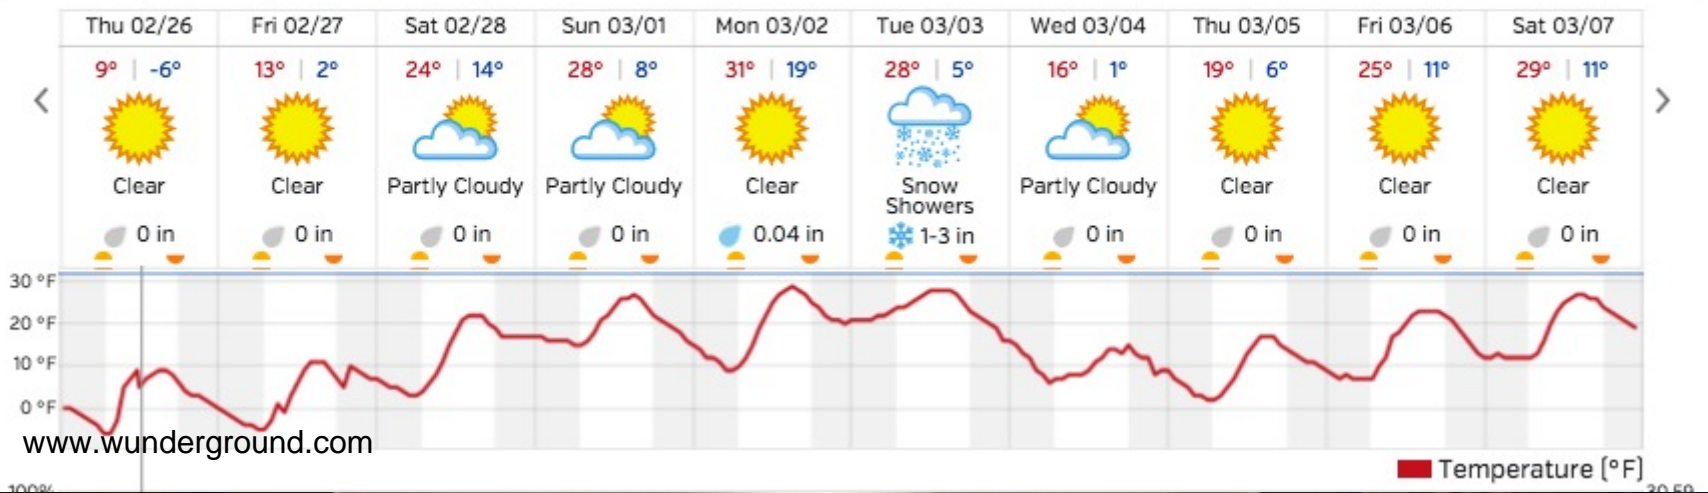 Thu 02/26 Fri 02/27 Sat 02/28 Sun 03/01 Mon 03/02 Tue 03/03 Wed 03/04 Thu 03/05 Fri 03/06 Sat 03/07
9° | -6° 13° | 2° 24° | 14° 28° | 8° 31° | 19° 28° | 5° 16° | 1° 19° | 6° 25° | 11° 29° | 11°
Clear Clear Partly Cloudy Partly Cloudy Clear Snow Partly Cloudy Clear Clear Clear
Showers
0 in 0 in 0 in 0 in 0.04 in 1-3 in 0 in 0 in 0 in 0 in
30 °F
20 °F
10 °F
0 °F
www.wunderground.com
Temperature (°F)
100%
30.59